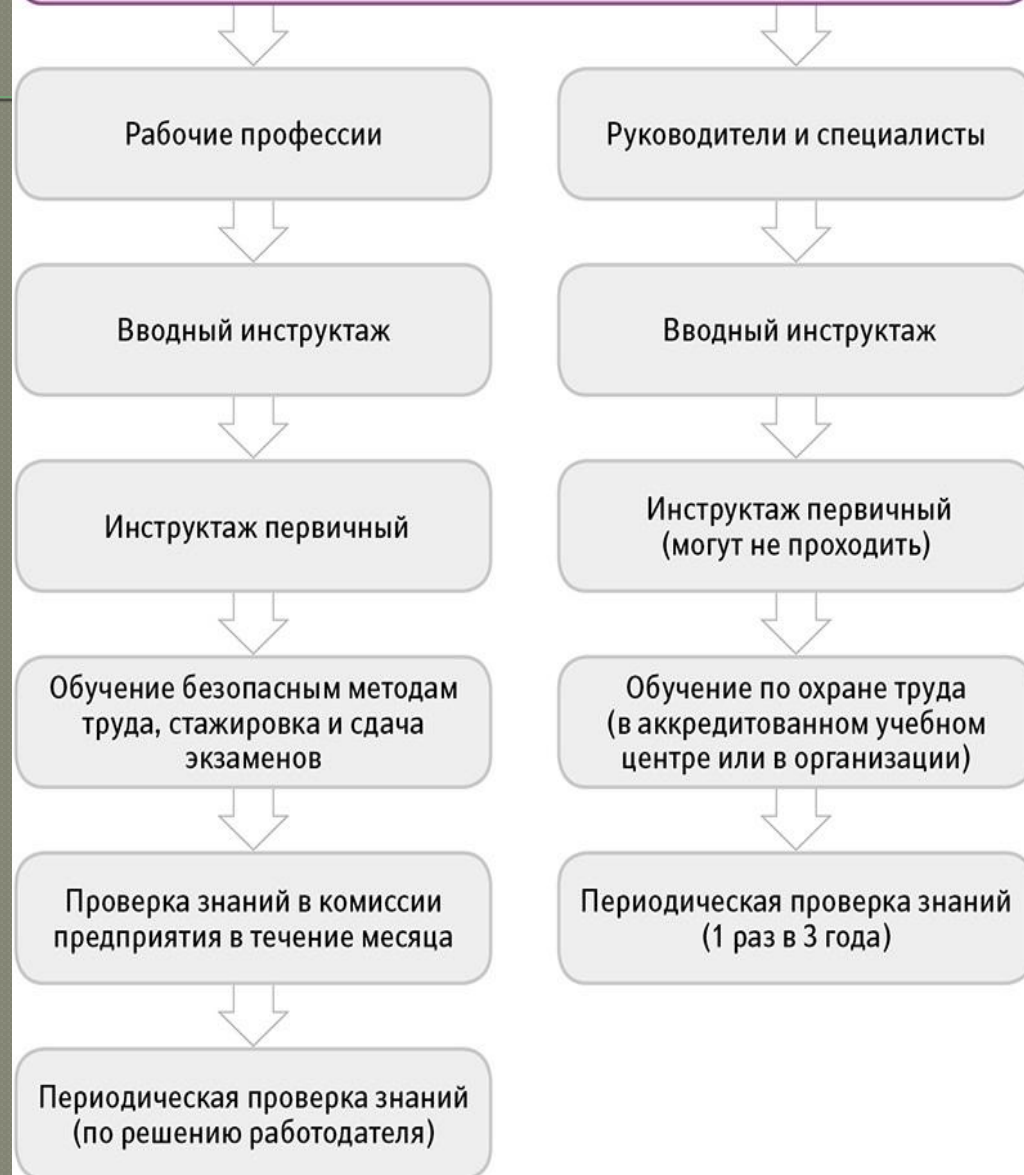 Рабочие профессии
Вводный инструктаж
Инструктаж первичный
Обучение безопасным методам
труда, стажировка и сдача
экзаменов
Проверка знаний в комиссии
предприятия в течение месяца
Периодическая проверка знаний
(по решению работодателя)
Руководители и специалисты
Вводный инструктаж
Инструктаж первичный
(могут не проходить)
Обучение по охране труда
(в аккредитованном учебном
центре или в организации)
Периодическая проверка знаний
(1 раз в 3 года)